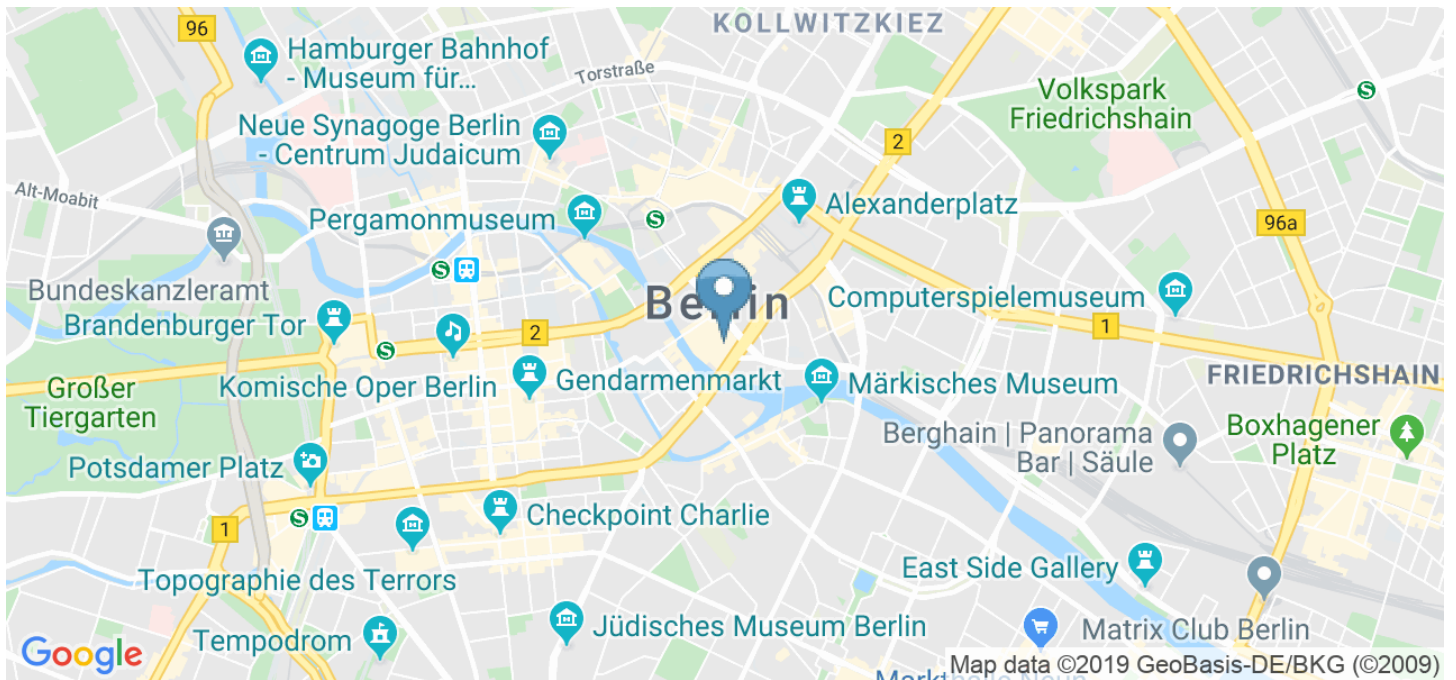 KOLLWITZKIEZ
96
Hamburger Bahnhof
- Museum für...
Torstraße
Volkspark
Friedrichshain
Neue Synagoge Berlin
- Centrum Judaicum
2
Alt-Moabit
Pergamonmuseum
Alexanderplatz
96a
S
S
S
Bundeskanzleramt
Berlin
Computerspielemuseum
Brandenburger Tor
2
1
S
Komische Oper Berlin
Gendarmenmarkt
Märkisches Museum
FRIEDRICHSHAIN
Großer
Tiergarten
Berghain | Panorama
Bar | Säule
Boxhagener
Platz
Potsdamer Platz
1
S
Checkpoint Charlie
Topographie des Terrors
East Side Gallery
Tempodrom
Jüdisches Museum Berlin
Matrix Club Berlin
Google
Map data ©2019 GeoBasis-DE/BKG (©2009)